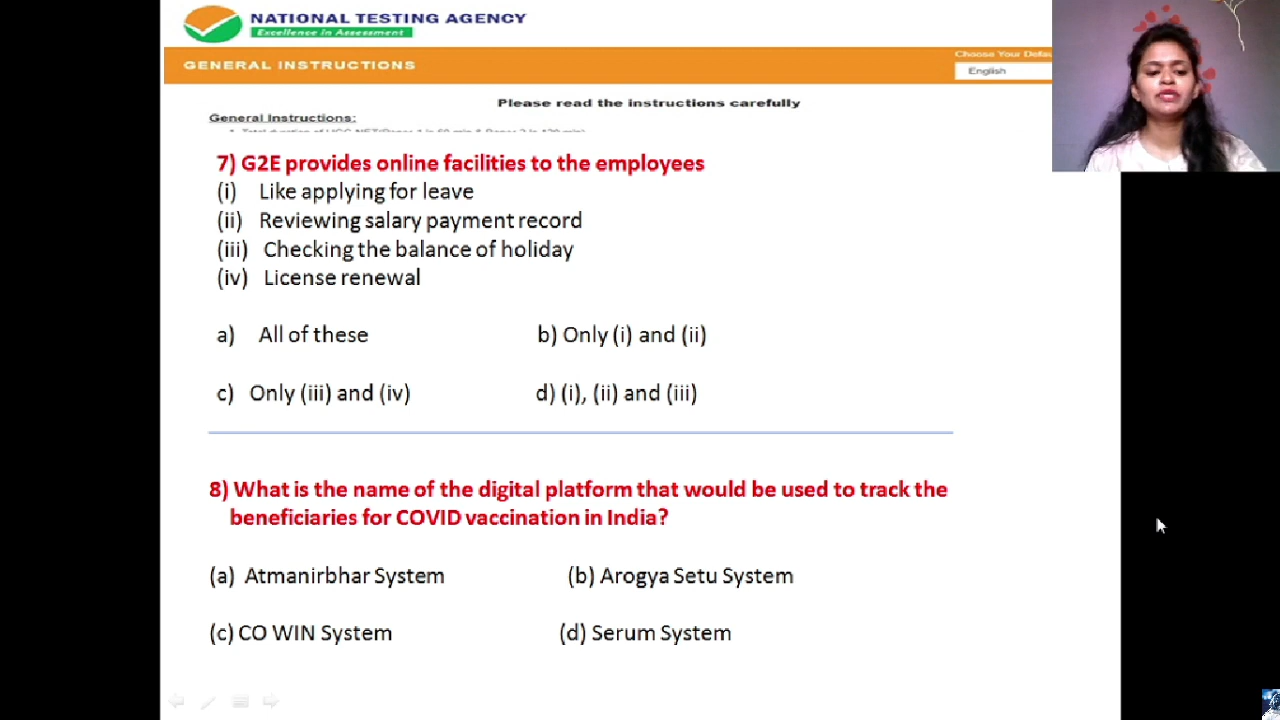 NATIONAL TESTING AGENCY
Excellence in Assessment
GENERAL INSTRUCTIONS
Choose Your Defau
English
Please read the instructions carefully
General Instructions:
7) G2E provides online facilities to the employees
(i) Like applying for leave
(ii) Reviewing salary payment record
(iii) Checking the balance of holiday
(iv) License renewal
a) All of these b) Only (i) and (ii)
c) Only (iii) and (iv) d) (i), (ii) and (iii)
8) What is the name of the digital platform that would be used to track the
beneficiaries for COVID vaccination in India?
(a) Atmanirbhar System (b) Arogya Setu System
(c) CO WIN System (d) Serum System